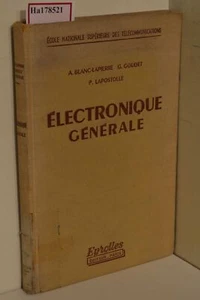 Ha178521
ÉCOLE NATIONALE SUPÉRIEURE DES TÉLÉCOMMUNICATIONS
A. BLANC-LAPIERRE G. GOUDET
P. LAPOSTOLLE
ÉLECTRONIQUE
GÉNÉRALE
Eyrolles